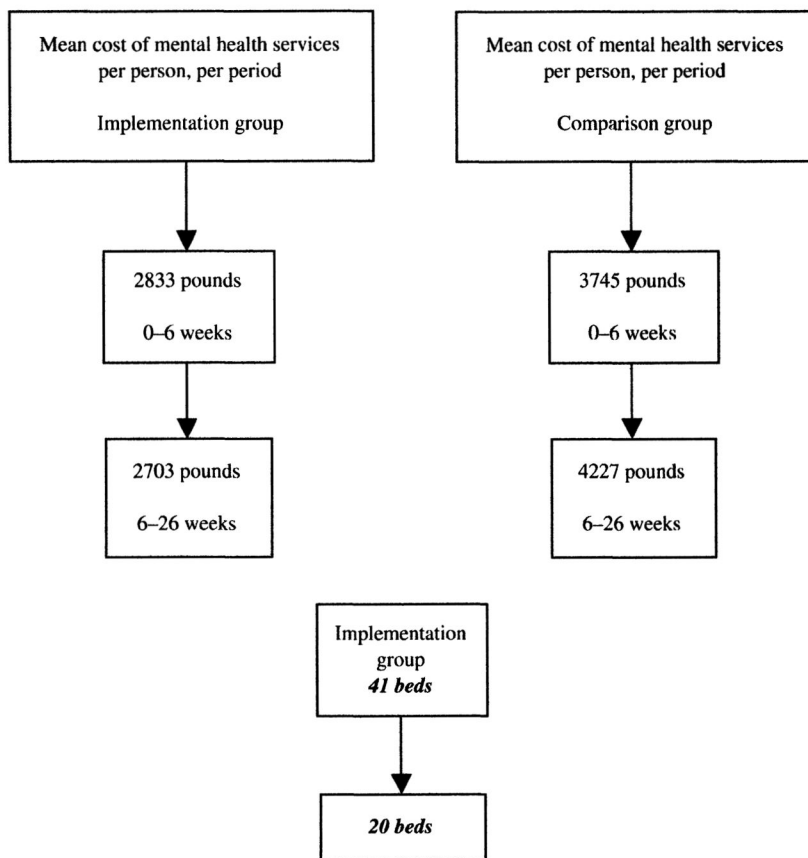 Mean cost of mental health services
per person, per period
Implementation group
2833 pounds
0–6 weeks
2703 pounds
6–26 weeks
Mean cost of mental health services
per person, per period
Comparison group
3745 pounds
0–6 weeks
4227 pounds
6–26 weeks
Implementation
group
41 beds
20 beds